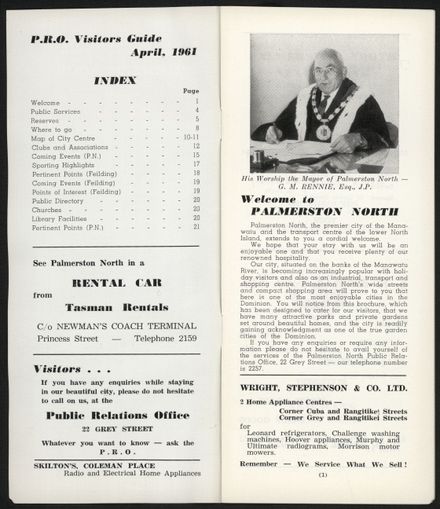 P.R.O. Visitors Guide
April, 1961
INDEX
Page
Welcome - - - - - - - 1
Public Services - - - - - - 4
Reserves - - - - - - - 5
Where to go - - - - - - 8
Map of City Centre - - - - - 10-11
Clubs and Associations - - - - - 12
Coming Events (P.N.) - - - - - 15
Sporting Highlights - - - - - 17
Pertinent Points (Feilding) - - - - 18
Coming Events (Feilding) - - - - 19
Points of Interest (Feilding) - - - - 19
Public Directory - - - - - - 20
Churches - - - - - - - 20
Library Facilities - - - - - 20
Pertinent Points (P.N.) - - - - - 21
See Palmerston North in a
RENTAL CAR
from
Tasman Rentals
C/o NEWMAN'S COACH TERMINAL
Princess Street — Telephone 2159
Visitors . . .
If you have any enquiries while staying
in our beautiful city, please do not hesitate
to call on us, at the
Public Relations Office
22 GREY STREET
Whatever you want to know — ask the
P.R.O.
SKILTON'S, COLEMAN PLACE
Radio and Electrical Home Appliances
His Worship the Mayor of Palmerston North —
G. M. RENNIE, Esq., J.P.
Welcome to
PALMERSTON NORTH
Palmerston North, the premier city of the Mana-
watu and the transport centre of the lower North
Island, extends to you a cordial welcome.
We hope that your stay with us will be an
enjoyable one and that you receive plenty of our
renowned hospitality.
Our city, situated on the banks of the Manawatu
River, is becoming increasingly popular with holi-
day visitors and also as an industrial, transport and
shopping centre. Palmerston North's wide streets
and compact shopping area will prove to you that
here is one of the most enjoyable cities in the
Dominion. You will notice from this brochure, which
has been designed to cater for our visitors, that we
have many attractive parks and private gardens
set around beautiful homes, and the city is readily
gaining acknowledgment as one of the true garden
cities of the Dominion.
If you have any enquiries or require any infor-
mation please do not hesitate to avail yourself of
the services of the Palmerston North Public Rela-
tions Office, 22 Grey Street — our telephone number
is 2257.
WRIGHT, STEPHENSON & CO. LTD.
2 Home Appliance Centres —
Corner Cuba and Rangitikei Streets
Corner Grey and Rangitikei Streets
for
Leonard refrigerators, Challenge washing
machines, Hoover appliances, Murphy and
Ultimate radiograms, Morrison motor
mowers.
Remember — We Service What We Sell!
(1)